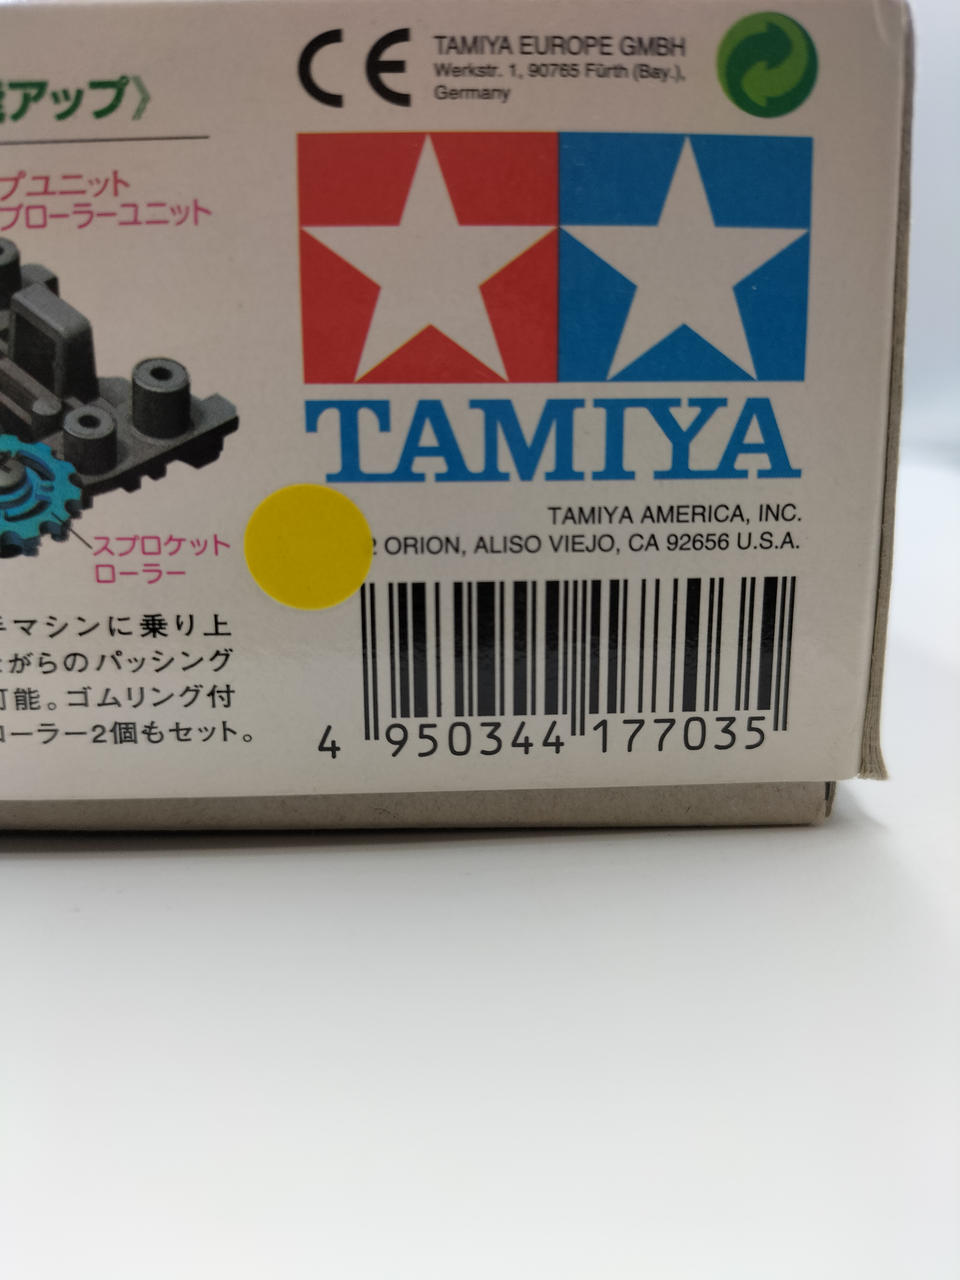 CE
TAMIYA EUROPE GMBH
Werkstr. 1, 90765 Fürth (Bay.),
Germany
アップ》
プユニット
プローラーユニット
TAMIYA
スプロケット
ローラー
TAMIYA AMERICA, INC.
2 ORION, ALISO VIEJO, CA 92656 U.S.A.
マシンに乗り上
がらのパッシング
可能。ゴムリング付
ローラー2個もセット。
4 950344 177035